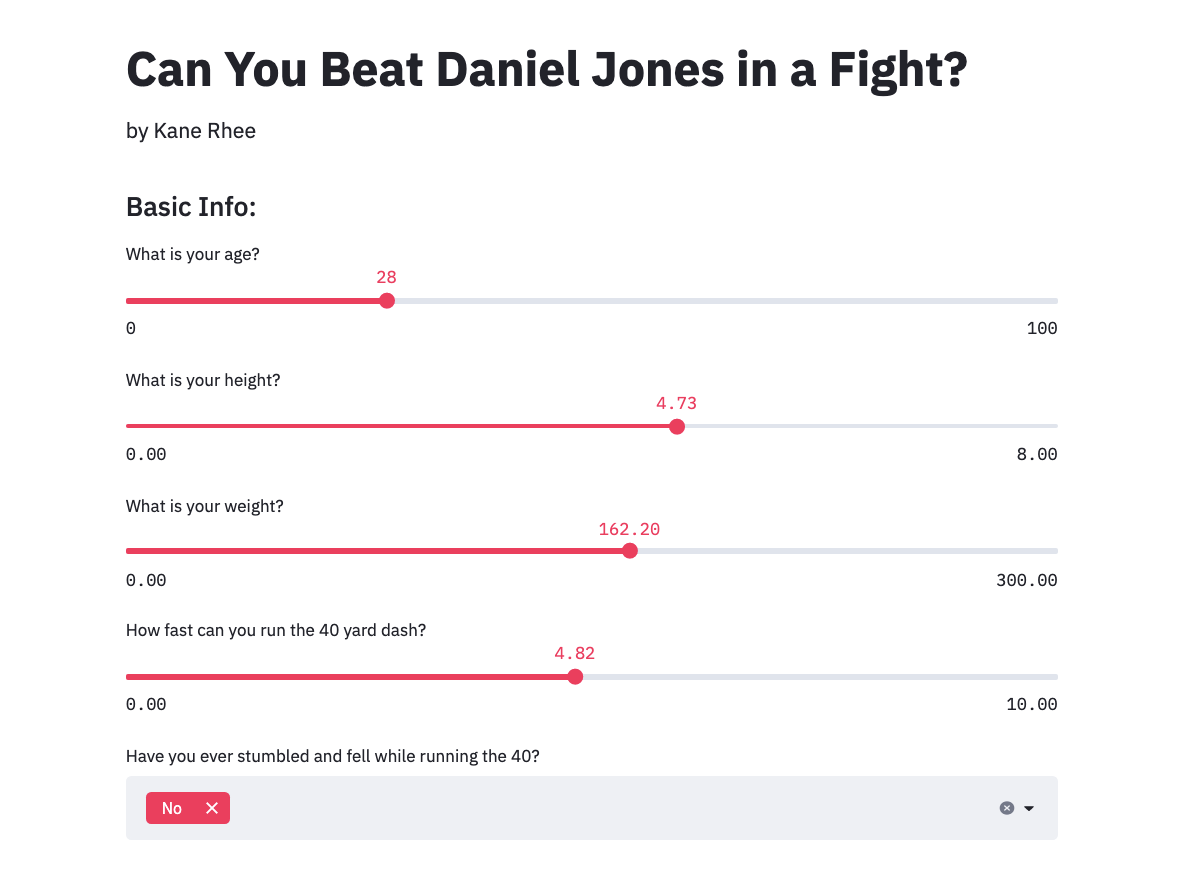 Can You Beat Daniel Jones in a Fight?
by Kane Rhee
Basic Info:
What is your age?
28
0 100
What is your height?
4.73
0.00 8.00
What is your weight?
162.20
0.00 300.00
How fast can you run the 40 yard dash?
4.82
0.00 10.00
Have you ever stumbled and fell while running the 40?
No